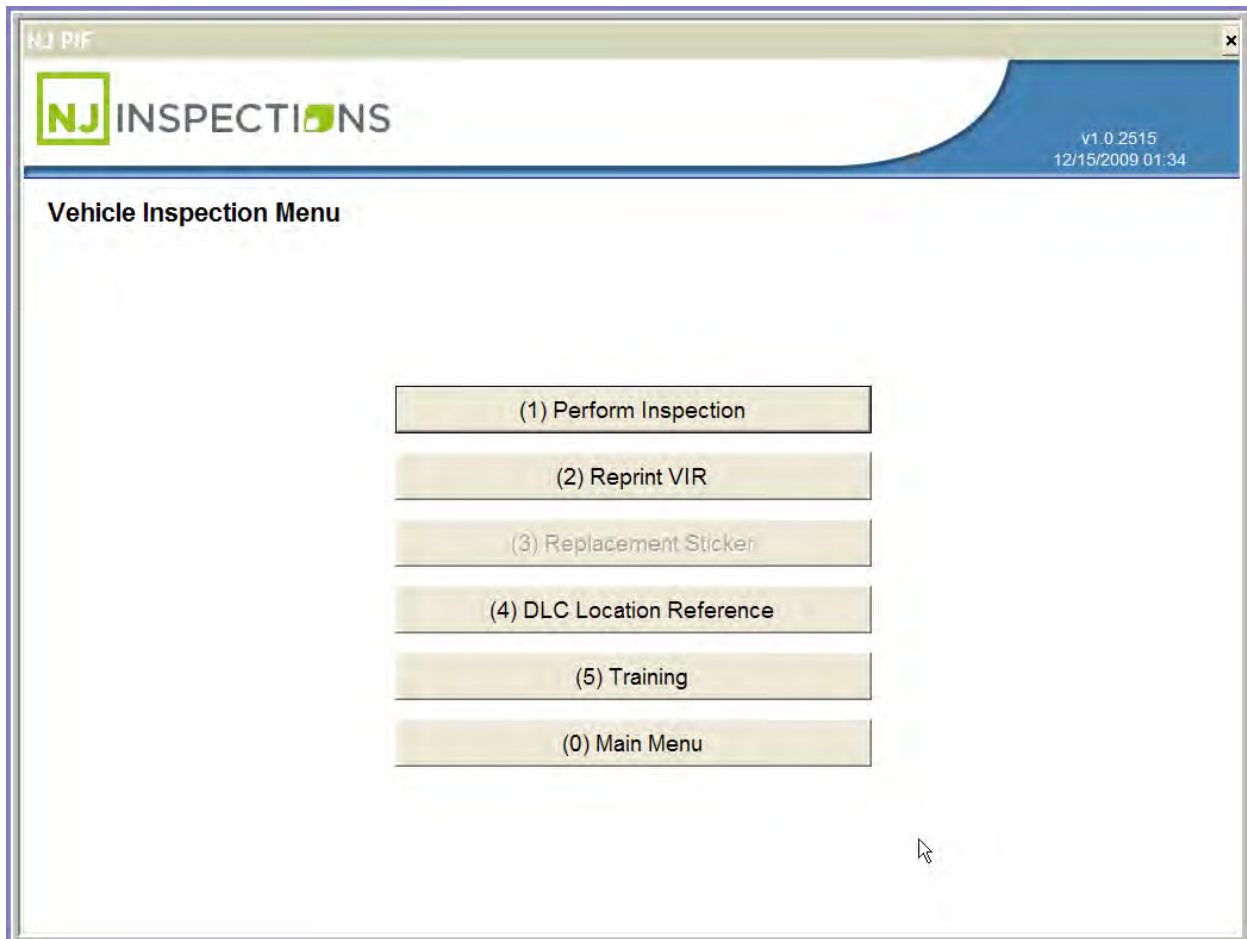 NJ PIF
NJ INSPECTIONS
v1.0.2515
12/15/2009 01:34
Vehicle Inspection Menu
(1) Perform Inspection
(2) Reprint VIR
(3) Replacement Sticker
(4) DLC Location Reference
(5) Training
(0) Main Menu